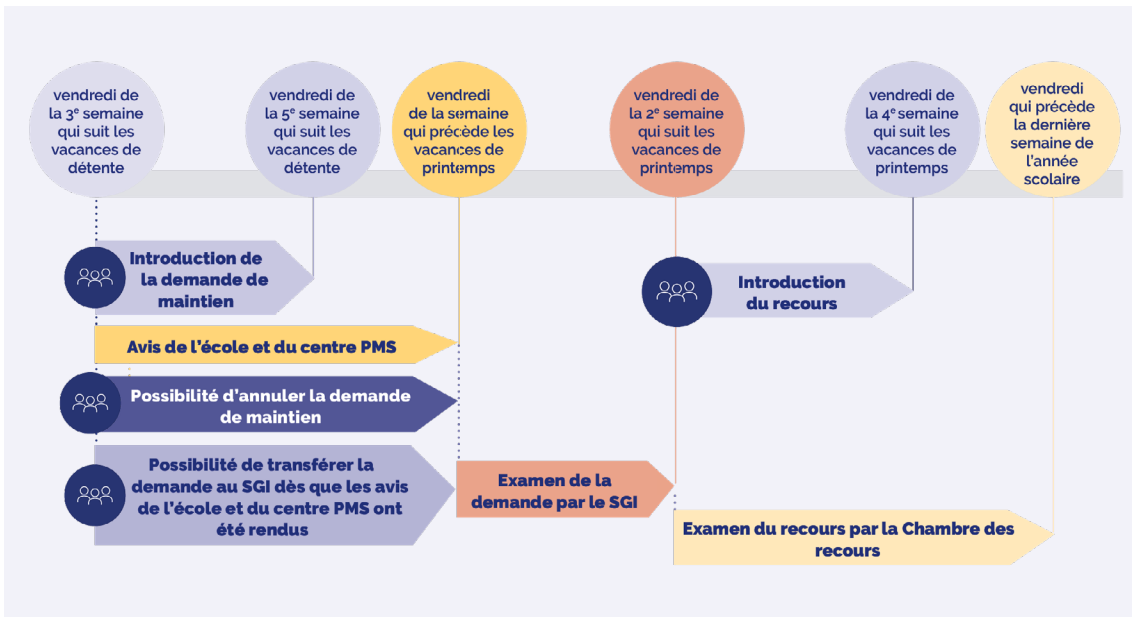 vendredi de
la 3e semaine
qui suit les
vacances de
détente
vendredi de
la 5e semaine
qui suit les
vacances de
détente
vendredi
de la semaine
qui précède les
vacances de
printemps
vendredi de
la 2e semaine
qui suit les
vacances de
printemps
vendredi de
la 4e semaine
qui suit les
vacances de
printemps
vendredi
qui précède
la dernière
semaine de
l'année
scolaire
Introduction de
la demande de
maintien
Introduction
du recours
Avis de l'école et du centre PMS
Possibilité d'annuler la demande
de maintien
Possibilité de transférer la
demande au SGI dès que les avis
de l'école et du centre PMS ont
été rendus
Examen de la
demande par le SGI
Examen du recours par la Chambre des
recours